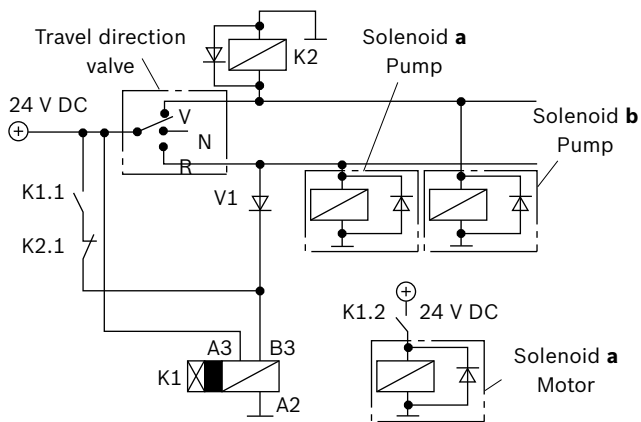 Travel direction
valve
K2
Solenoid a
Pump
24 V DC
V
N
R
Solenoid b
Pump
K1.1
V1
K2.1
K1.2
24 V DC
A3
B3
K1
A2
Solenoid a
Motor